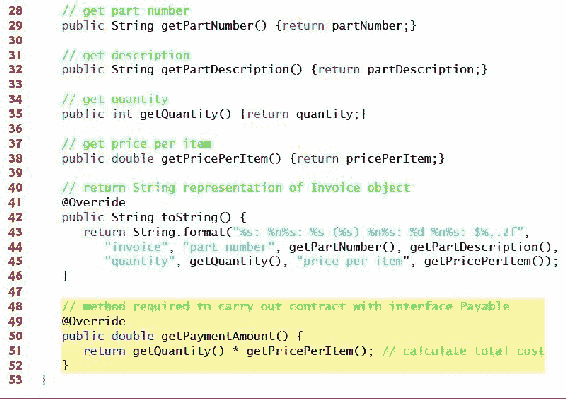 28 // get part number
29 public String getPartNumber() {return partNumber;}
30
31 // get description
32 public String getPartDescription() {return partDescription;}
33
34 // get quantity
35 public int getQuantity() {return quantity;}
36
37 // get price per item
38 public double getPricePerItem() {return pricePerItem;}
39
40 // return String representation of Invoice object
41 @Override
42 public String toString() {
43 return String.format("%s: %n%s: %s (%s) %n%s: %d %n%s: $%,.2f",
44 "invoice", "part number", getPartNumber(), getPartDescription(),
45 "quantity", getQuantity(), "price per item", getPricePerItem());
46 }
47
48 // method required to carry out contract with interface Payable
49 @Override
50 public double getPaymentAmount() {
51 return getQuantity() * getPricePerItem(); // calculate total cost
52 }
53 }